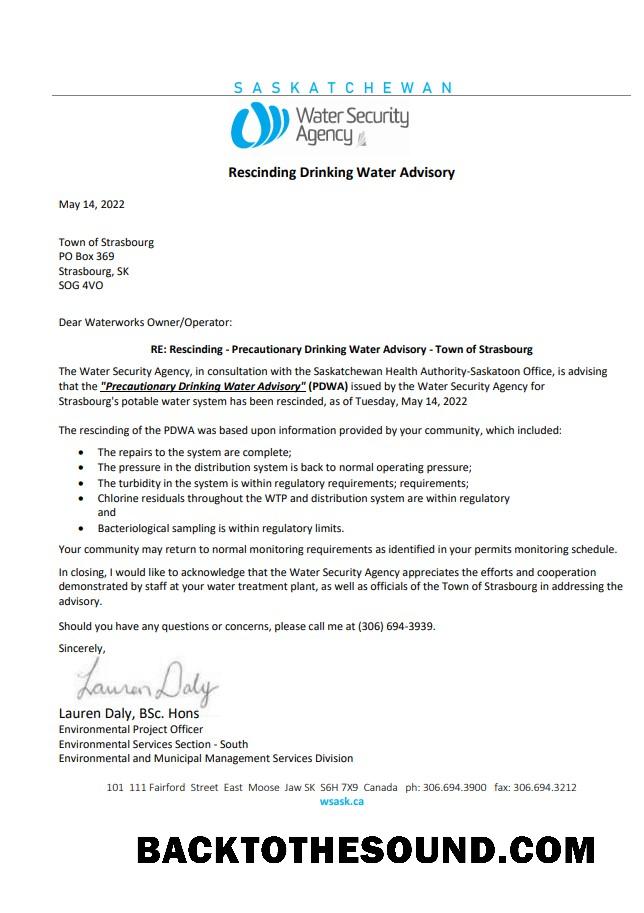 SASKATCHEWAN
Water Security
Agency
Rescinding Drinking Water Advisory
May 14, 2022
Town of Strasbourg
PO Box 369
Strasbourg, SK
SOG 4VO
Dear Waterworks Owner/Operator:
RE: Rescinding - Precautionary Drinking Water Advisory - Town of Strasbourg
The Water Security Agency, in consultation with the Saskatchewan Health Authority-Saskatoon Office, is advising
that the "Precautionary Drinking Water Advisory" (PDWA) issued by the Water Security Agency for
Strasbourg's potable water system has been rescinded, as of Tuesday, May 14, 2022
The rescinding of the PDWA was based upon information provided by your community, which included:
• The repairs to the system are complete;
• The pressure in the distribution system is back to normal operating pressure;
• The turbidity in the system is within regulatory requirements; requirements;
• Chlorine residuals throughout the WTP and distribution system are within regulatory
and
• Bacteriological sampling is within regulatory limits.
Your community may return to normal monitoring requirements as identified in your permits monitoring schedule.
In closing, I would like to acknowledge that the Water Security Agency appreciates the efforts and cooperation
demonstrated by staff at your water treatment plant, as well as officials of the Town of Strasbourg in addressing the
advisory.
Should you have any questions or concerns, please call me at (306) 694-3939.
Sincerely,
Lauren Daly
Lauren Daly, BSc. Hons
Environmental Project Officer
Environmental Services Section - South
Environmental and Municipal Management Services Division
101 111 Fairford Street East Moose Jaw SK S6H 7X9 Canada ph: 306.694.3900 fax: 306.694.3212
wsask.ca
BACKTOTHESOUND.COM